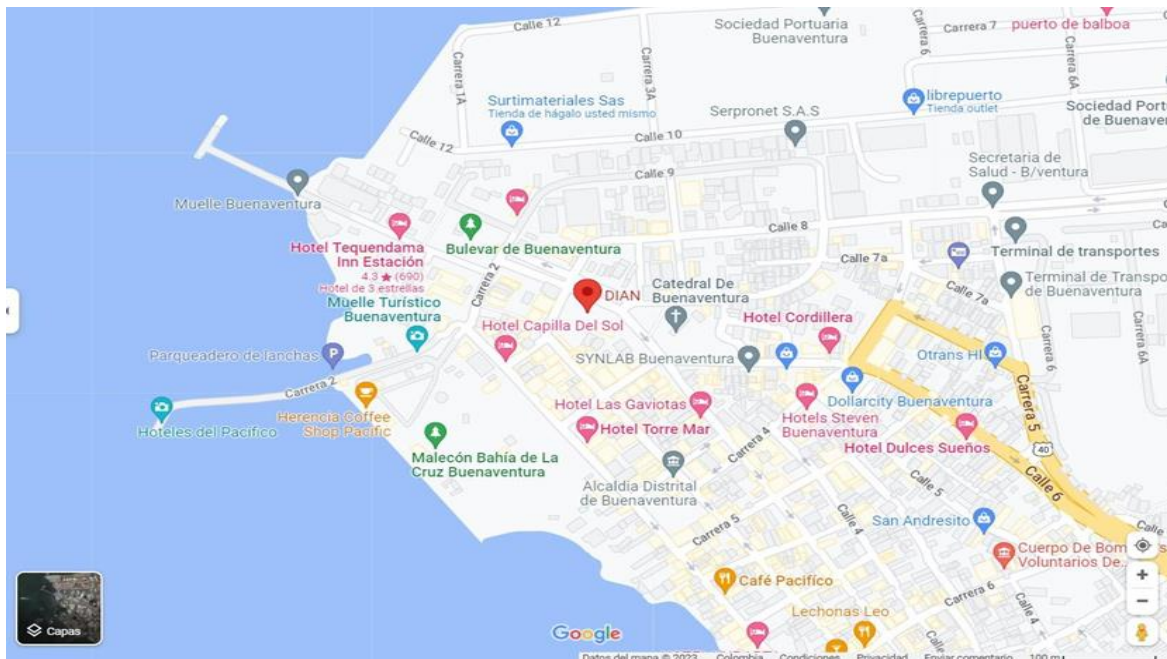 Calle 12
Sociedad Portuaria
Buenaventura
Carrera 6
Carrera 7
puerto de balboa
Carrera 1A
Carrera 3A
Carrera 6A
Surtimateriales Sas
Tienda de hágalo usted mismo
librepuerto
Tienda outlet
Serpronet S.A.S
Sociedad Port
de Buenaven
Calle 12
Calle 10
Calle 9
Secretaria de
Salud - B/ventura
Muelle Buenaventura
Hotel Tequendama
Inn Estación
4.3 ★ (690)
Hotel de 3 estrellas
Bulevar de Buenaventura
Calle 8
Calle 7a
Terminal de transportes
Terminal de Transpo
de Buenaventura
Calle 7a
Carrera 2
DIAN
Catedral De
Buenaventura
Muelle Turístico
Buenaventura
Hotel Capilla Del Sol
Hotel Cordillera
Carrera 6A
Parqueadero de lanchas
SYNLAB Buenaventura
Otrans Hl
Carrera 2
Dollarcity Buenaventura
Carrera 5
Hoteles del Pacifico
Herencia Coffee
Shop Pacific
Hotel Las Gaviotas
Hotels Steven
Buenaventura
Hotel Torre Mar
Carrera 4
Hotel Dulces Sueños
40
Malecón Bahía de La
Cruz Buenaventura
Alcaldia Distrital
de Buenaventura
Calle 5
Calle 6
Carrera 5
Calle 4
San Andresito
Cuerpo De Bom
Voluntarios De...
Café Pacifíco
Carrera 6
Lechonas Leo
Calle 4
Capas
Google
Datos del mapa © 2023 Colombia Condiciones Privacidad Enviar comentario 100 m